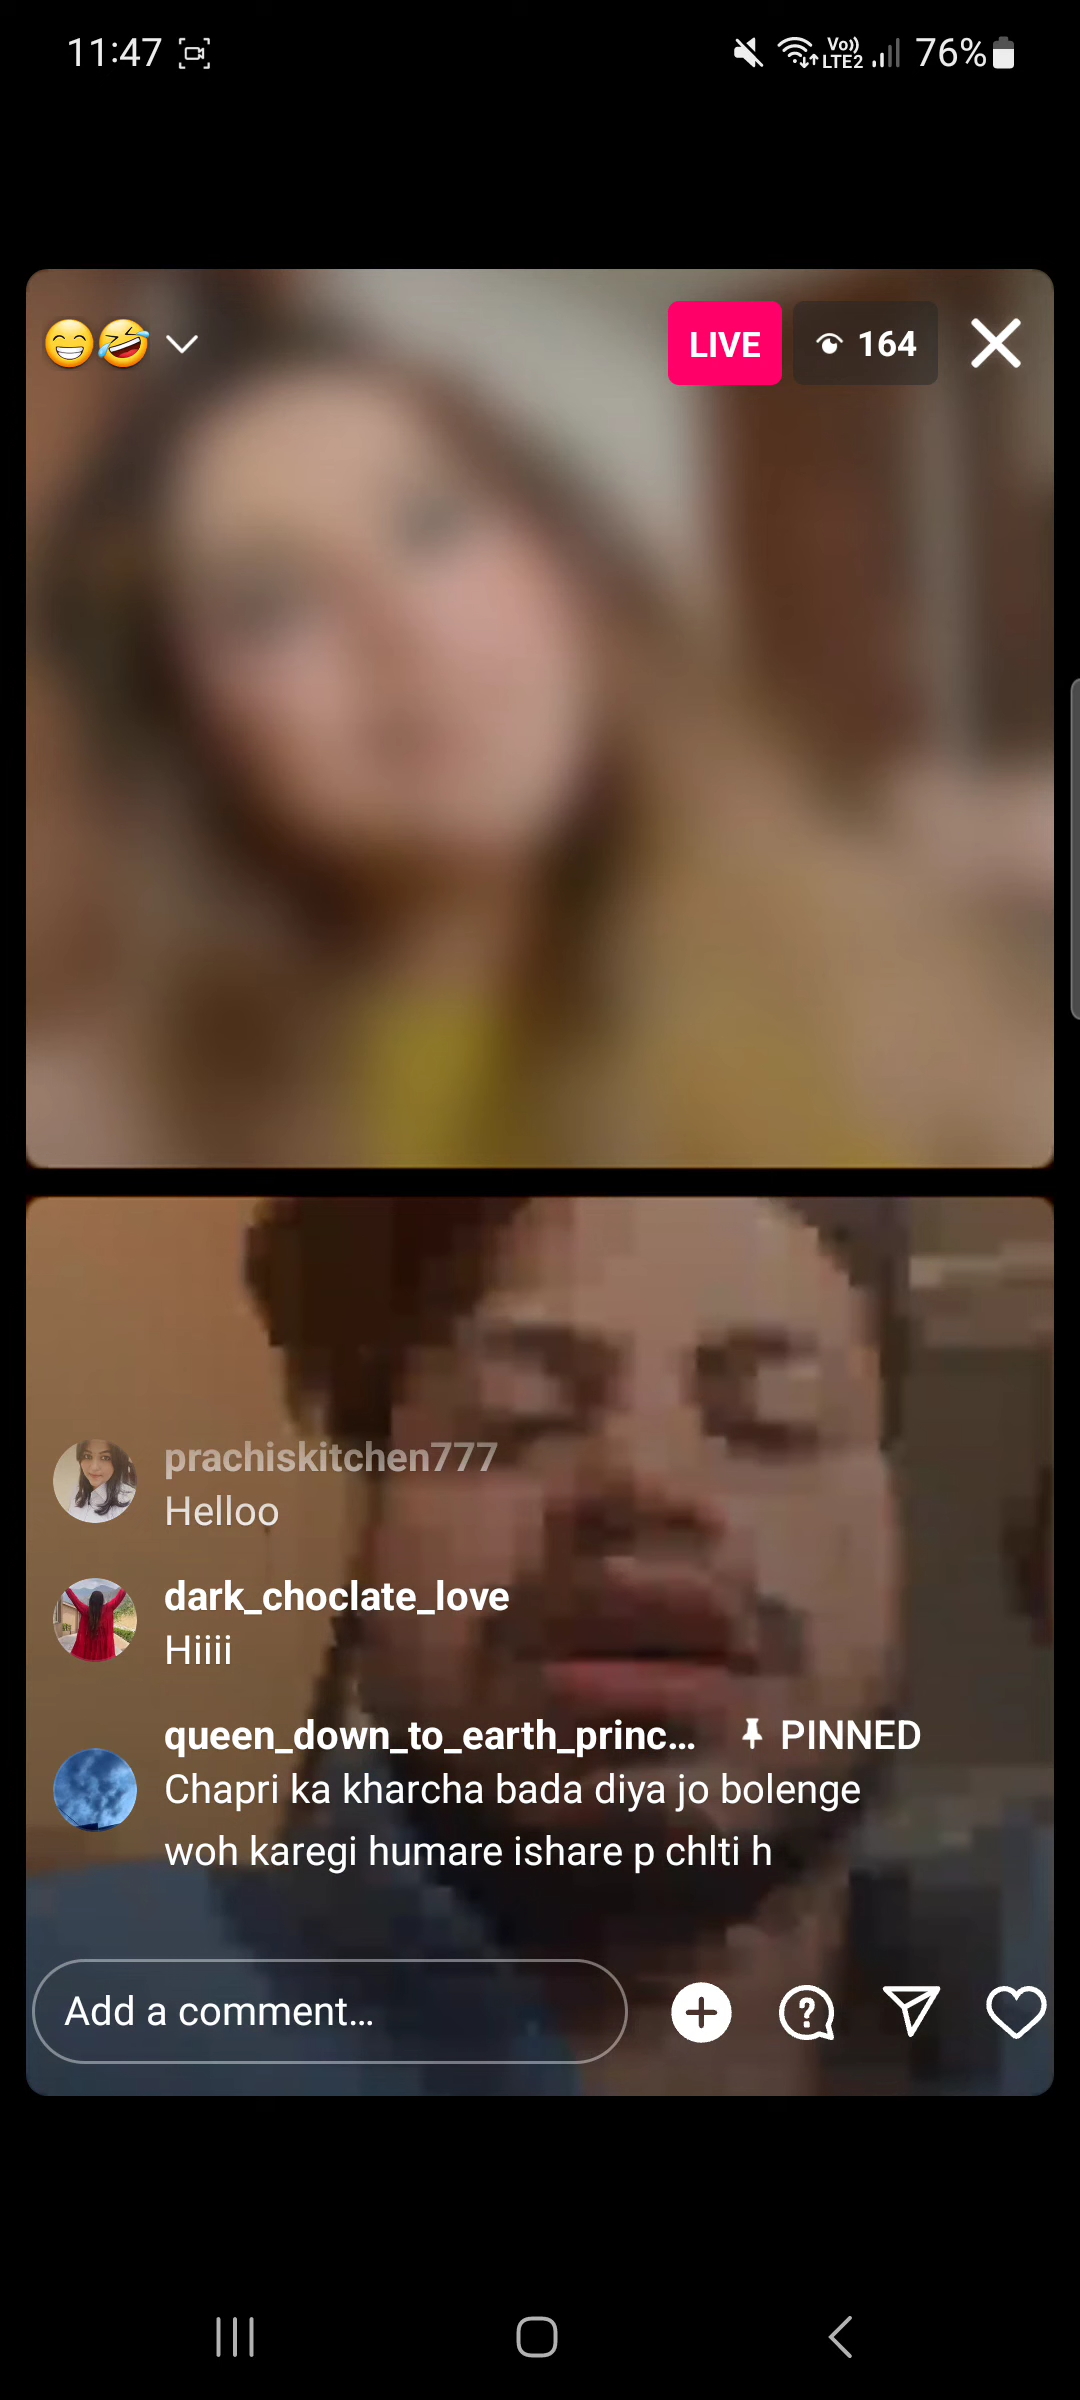 11:47
Vo))
LTE2
76%
😁🤣
LIVE
164
prachiskitchen777
Helloo
dark_choclate_love
Hiiii
queen_down_to_earth_princ... PINNED
Chapri ka kharcha bada diya jo bolenge
woh karegi humare ishare p chlti h
Add a comment...